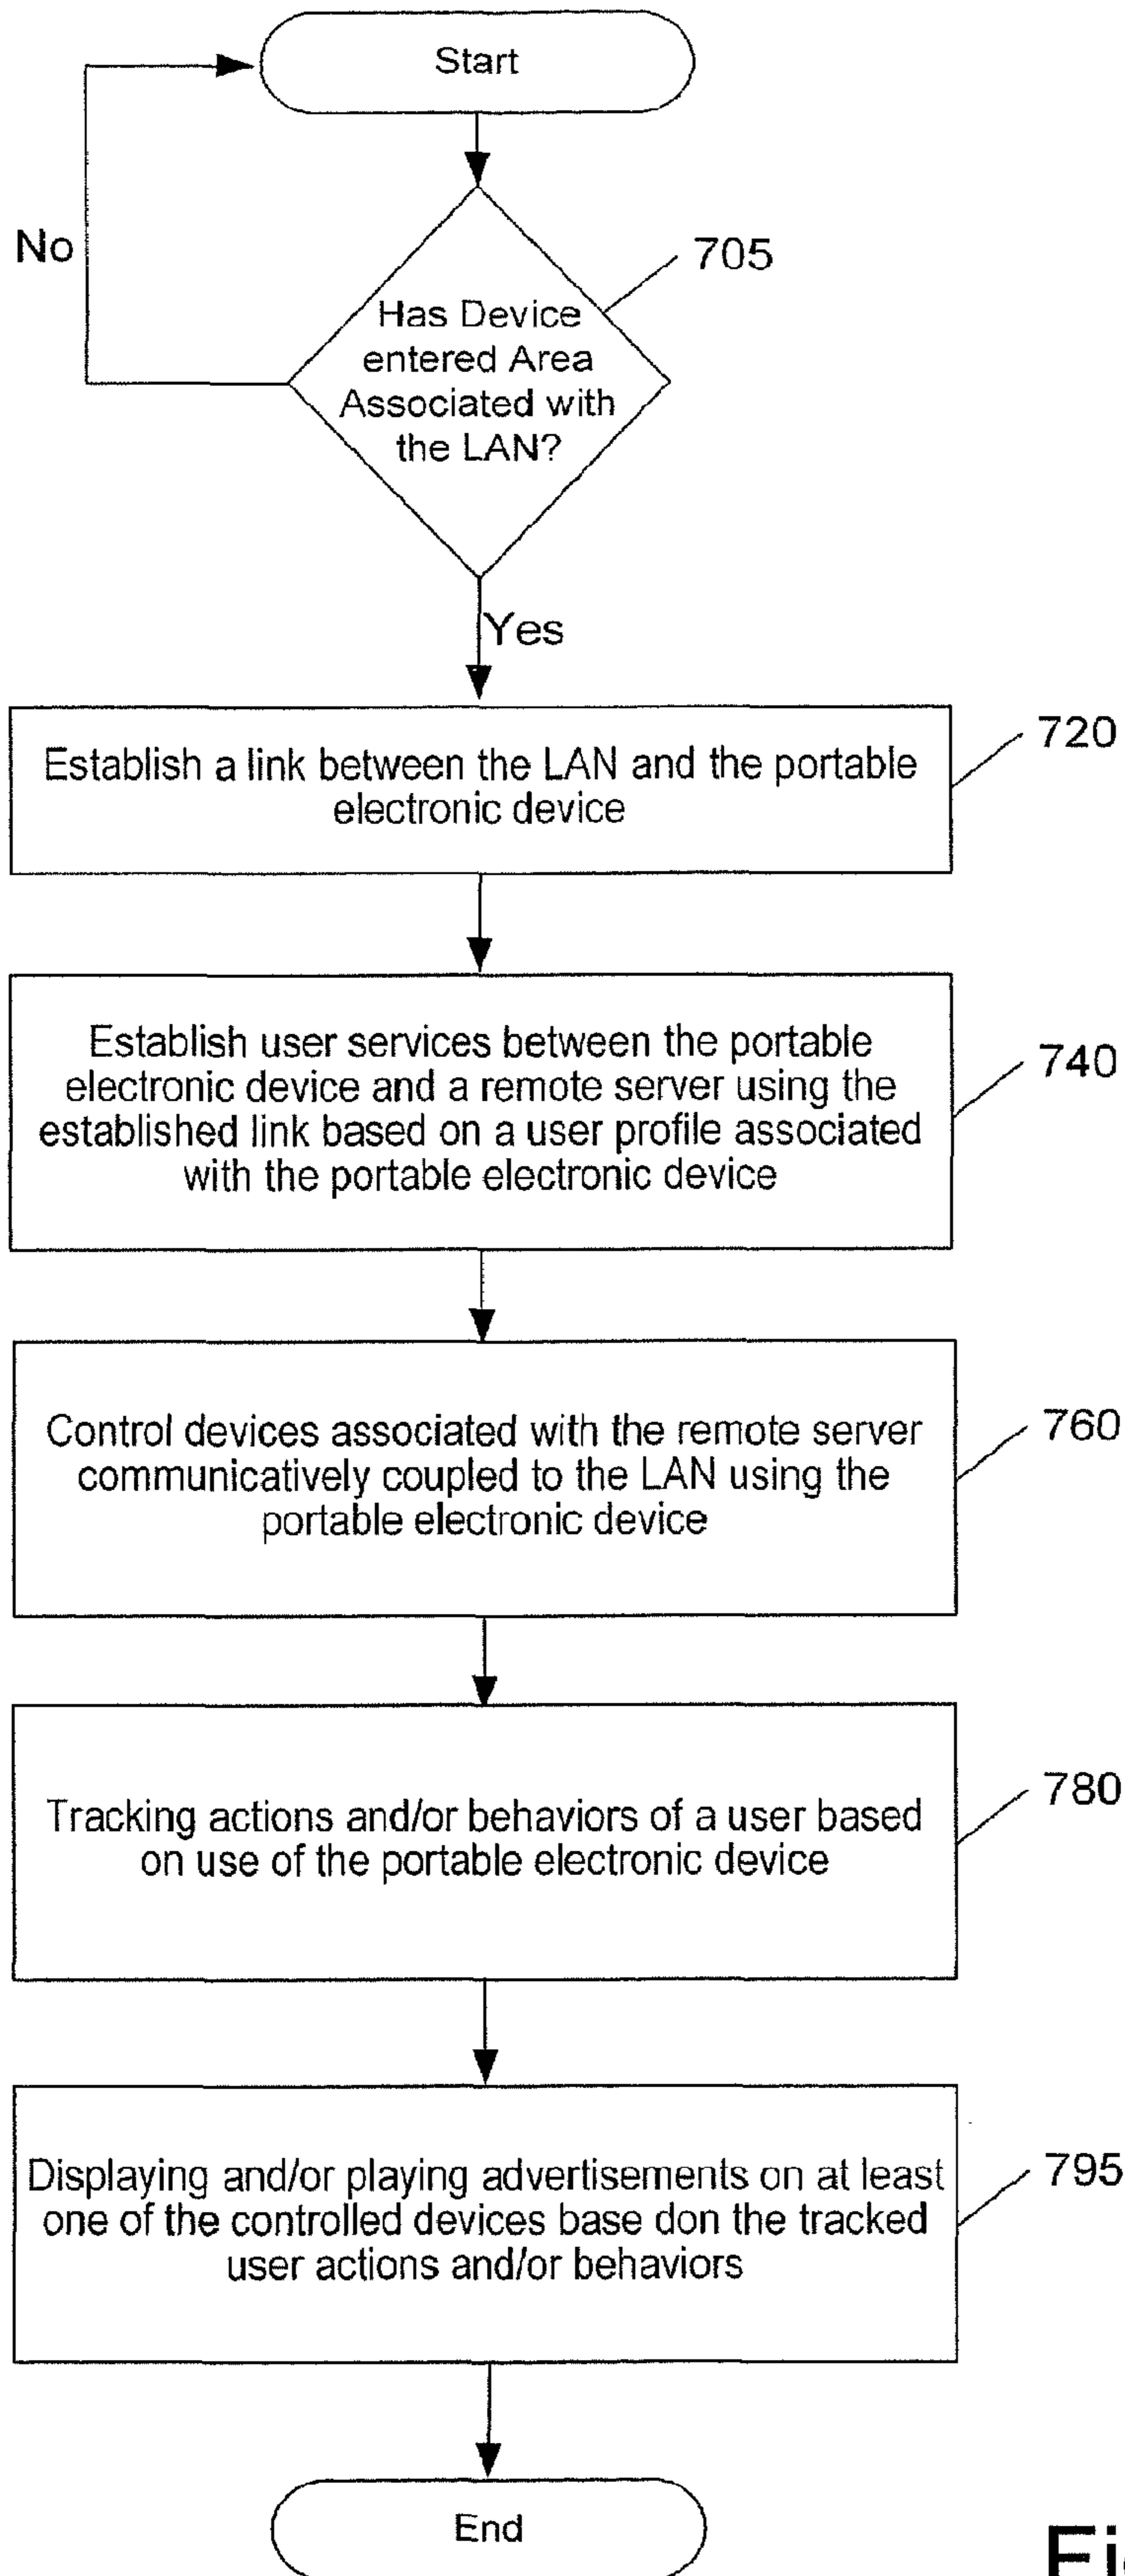 Start
No
705
Has Device
entered Area
Associated with
the LAN?
Yes
720
Establish a link between the LAN and the portable
electronic device
740
Establish user services between the portable
electronic device and a remote server using the
established link based on a user profile associated
with the portable electronic device
760
Control devices associated with the remote server
communicatively coupled to the LAN using the
portable electronic device
780
Tracking actions and/or behaviors of a user based
on use of the portable electronic device
795
Displaying and/or playing advertisements on at least
one of the controlled devices base don the tracked
user actions and/or behaviors
End